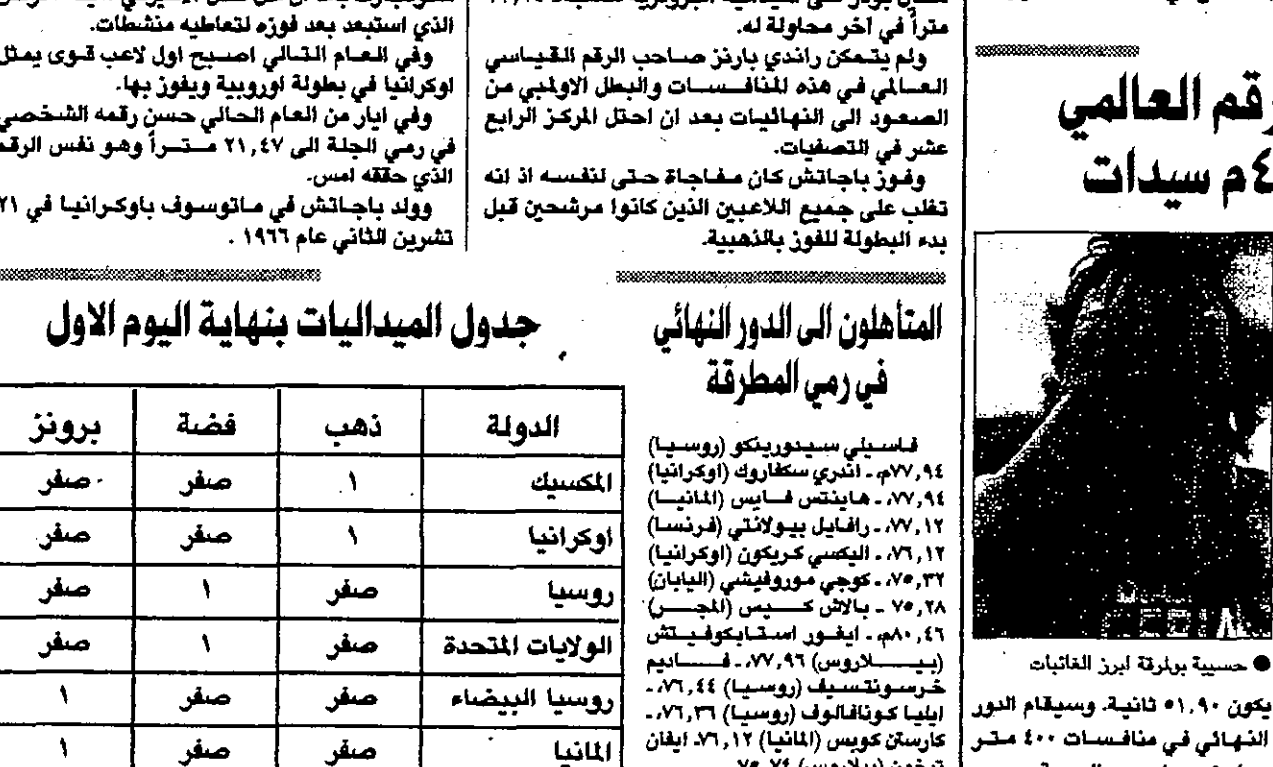 رقم العالمي
٤م سيدات
● حسيبة بولمرقة ابرز الغائبات
يكون ٥١,٩٠ ثانية. وسيقام الدور
النهائي في منافسات ٤٠٠ متر
متراً في آخر محاولة له.
ولم يتمكن راندي بارنز صاحب الرقم القياسي
العالمي في هذه المنافسات والبطل الاولمبي من
الصعود الى النهائيات بعد ان احتل المركز الرابع
عشر في التصفيات.
وفوز باجاتش كان مفاجاة حتى لنفسه اذ انه
تغلب على جميع اللاعبين الذين كانوا مرشحين قبل
بدء البطولة للفوز بالذهبية.
الذي استبعد بعد فوزه لتعاطيه منشطات.
وفي العام التالي اصبح اول لاعب قوى يمثل
اوكرانيا في بطولة اوروبية ويفوز بها.
وفي ايار من العام الحالي حسن رقمه الشخصي
في رمي الجلة الى ٢١,٤٧ متراً وهو نفس الرقم
الذي حققه امس.
وولد باجاتش في ماتوسوف باوكرانيا في ٢١
تشرين الثاني عام ١٩٦٦ .
المتأهلون الى الدور النهائي
في رمي المطرقة
فاسيلي سيدورينكو (روسيا)
٧٧,٩٤م. ـ اندري سكفاروك (اوكرانيا)
٧٧,٩٤. ـ هاينتس فايس (المانيا)
٧٧,١٢. ـ رافايل بيولانتي (فرنسا)
٧٦,١٢. ـ اليكسي كريكون (اوكرانيا)
٧٥,٣٢. ـ كوجي موروفيشي (اليابان)
٧٥,٢٨ ـ بالاش كيس (المجر)
٨٠,٤٦م. ـ ايغور استابكوفيتش
(بيلاروس) ٧٧,٩٦. ـ فاديم
خرسونتسيف (روسيا) ٧٦,٤٤. ـ
ايليا كونافالوف (روسيا) ٧٦,٣٦. ـ
كارستن كوبس (المانيا) ٧٦,١٢. ايفان
جدول الميداليات بنهاية اليوم الاول
الدولة ذهب فضة برونز
المكسيك ١ صفر صفر
اوكرانيا ١ صفر صفر
روسيا صفر ١ صفر
الولايات المتحدة صفر ١ صفر
روسيا البيضاء صفر صفر ١
المانيا صفر صفر ١